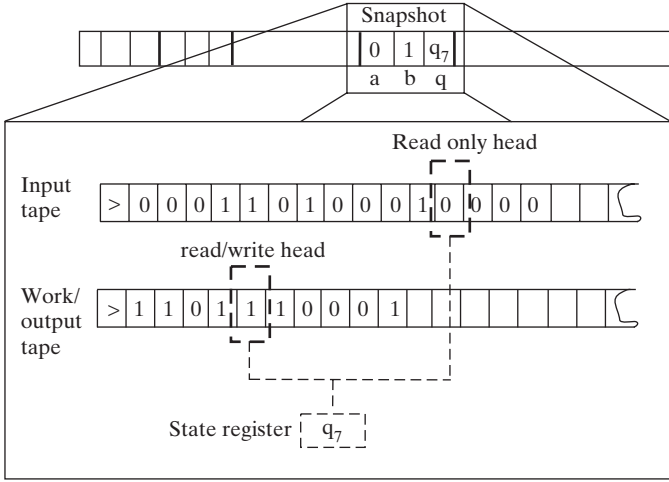 Snapshot
0 1 q₇
a b q
Read only head
Input tape
> 0 0 0 1 1 0 1 0 0 0 1 0 0 0 0
read/write head
Work/ output tape
> 1 1 0 1 1 1 0 0 0 1
State register q₇